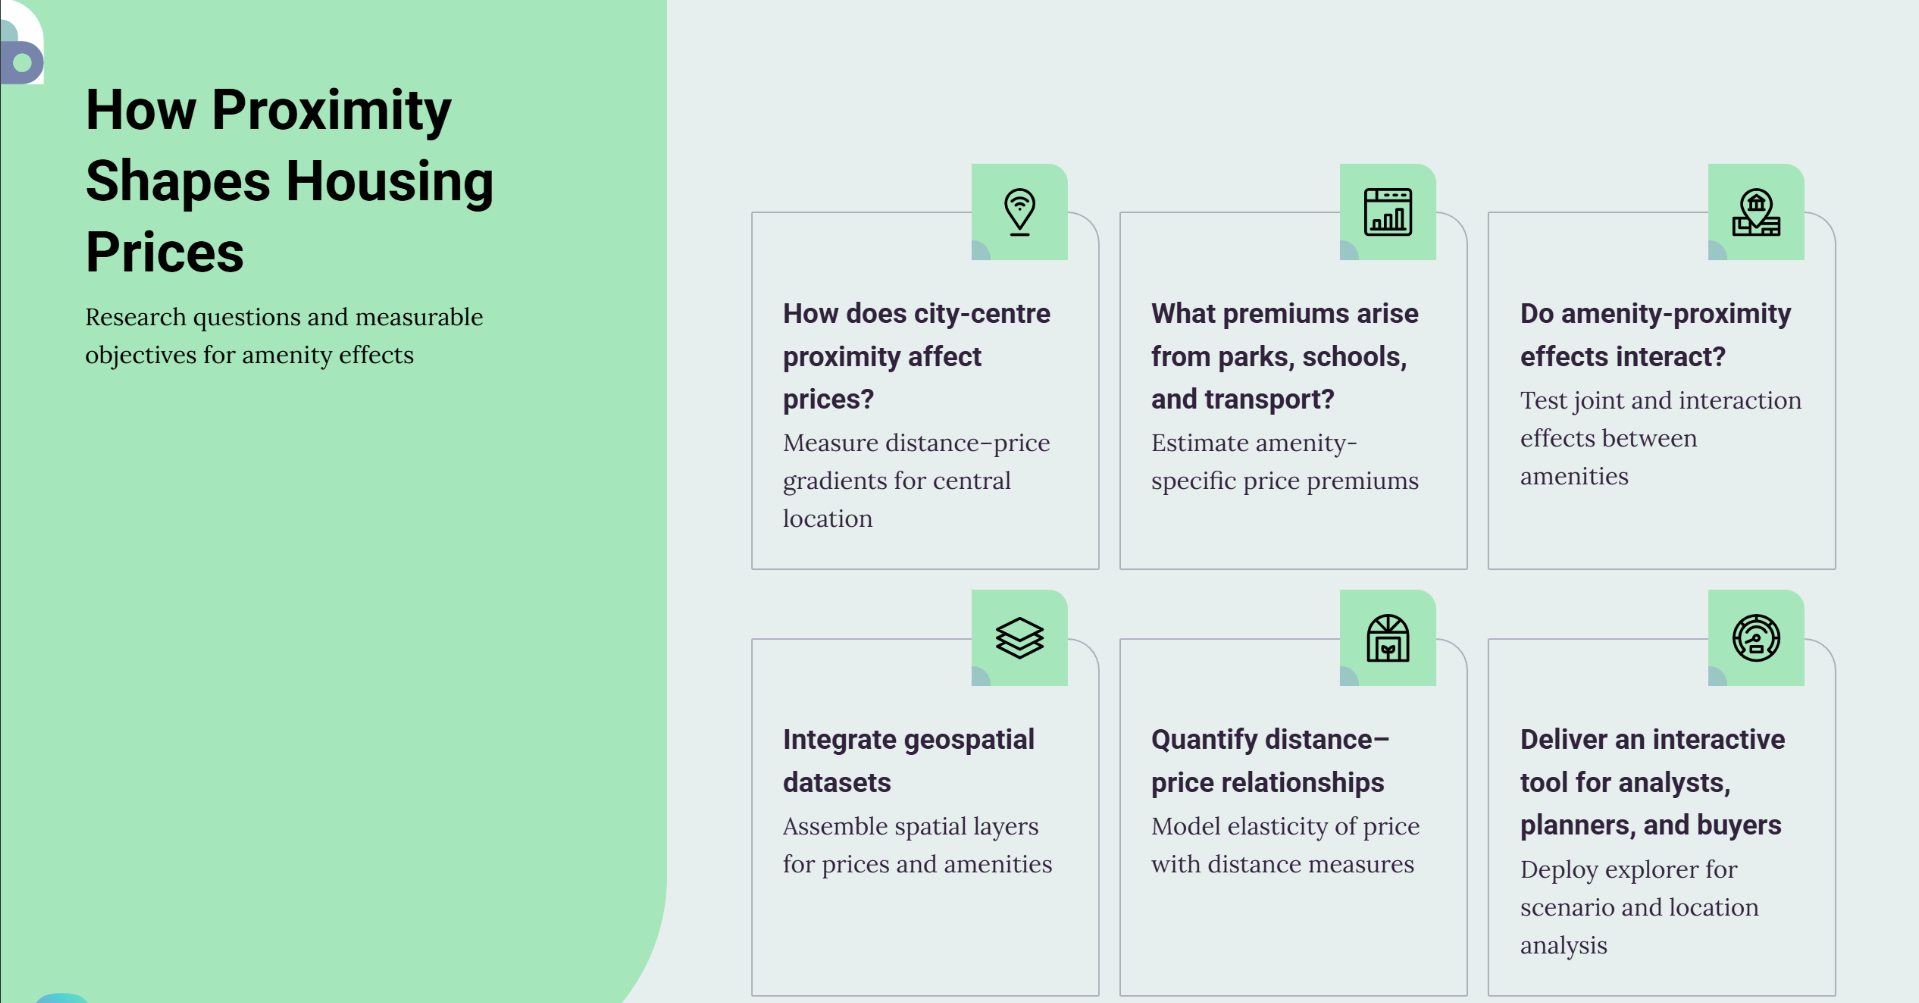 How Proximity
Shapes Housing
Prices
Research questions and measurable
objectives for amenity effects
How does city-centre
proximity affect
prices?
Measure distance–price
gradients for central
location
What premiums arise
from parks, schools,
and transport?
Estimate amenity-
specific price premiums
Do amenity-proximity
effects interact?
Test joint and interaction
effects between
amenities
Integrate geospatial
datasets
Assemble spatial layers
for prices and amenities
Quantify distance–
price relationships
Model elasticity of price
with distance measures
Deliver an interactive
tool for analysts,
planners, and buyers
Deploy explorer for
scenario and location
analysis